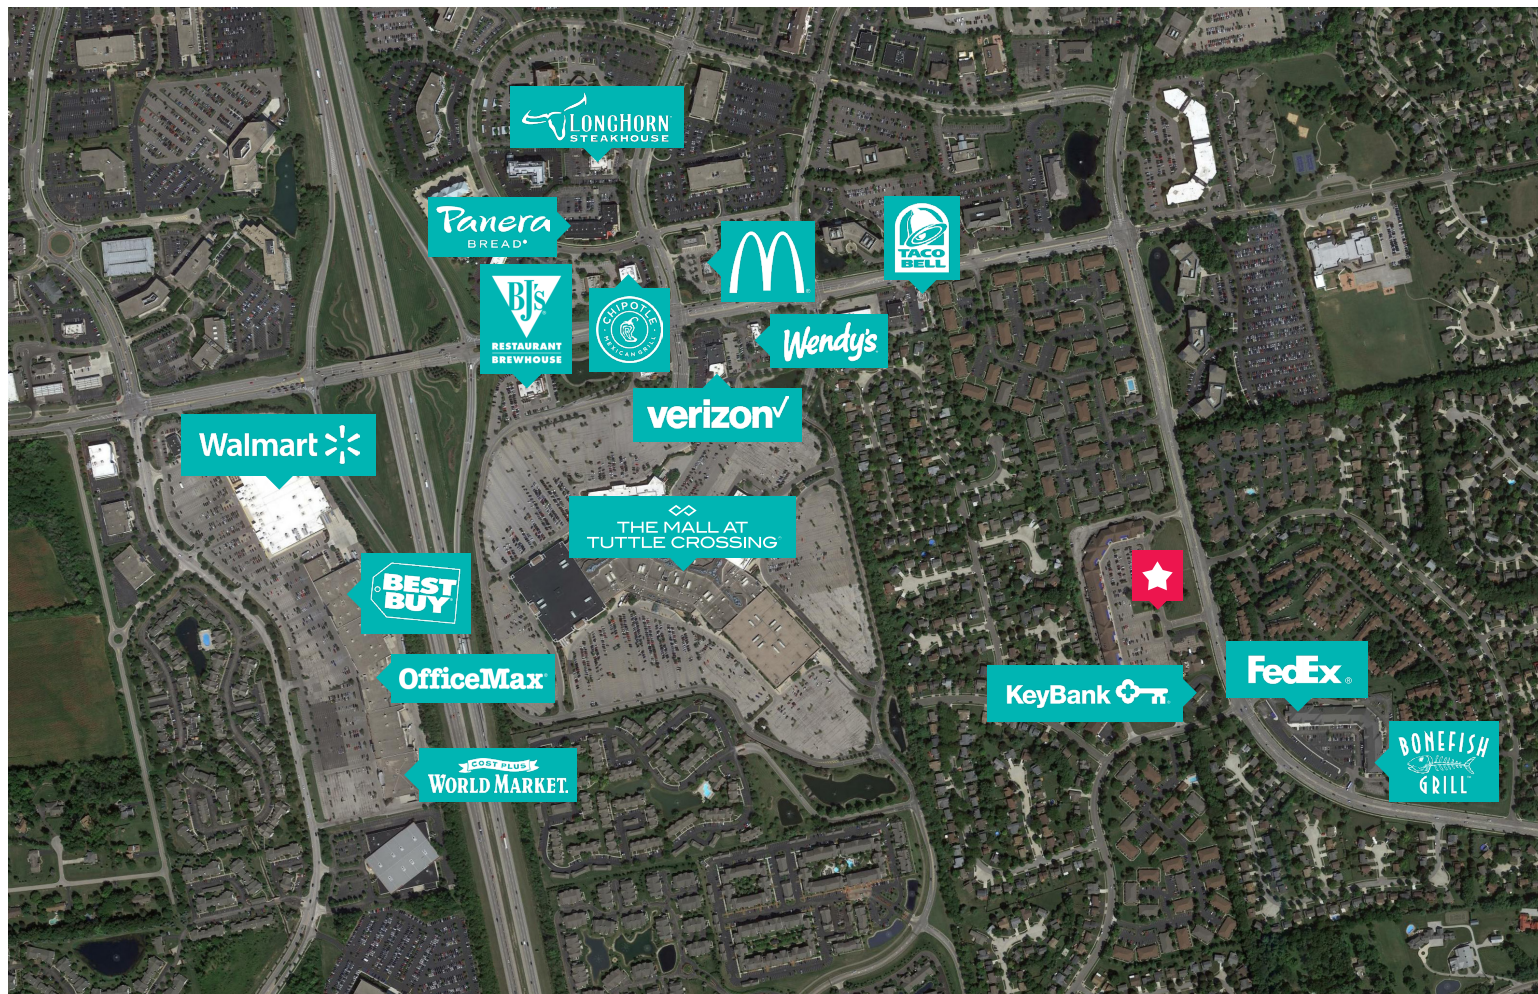 LONGHORN
STEAKHOUSE
Panera
BREAD
TACO
BELL
BJ's
RESTAURANT
BREWHOUSE
CHIPOTLE
MEXICAN GRILL
Wendy's
verizon
Walmart
THE MALL AT
TUTTLE CROSSING
BEST
BUY
OfficeMax
KeyBank
FedEx
COST PLUS
WORLD MARKET.
BONEFISH
GRILL